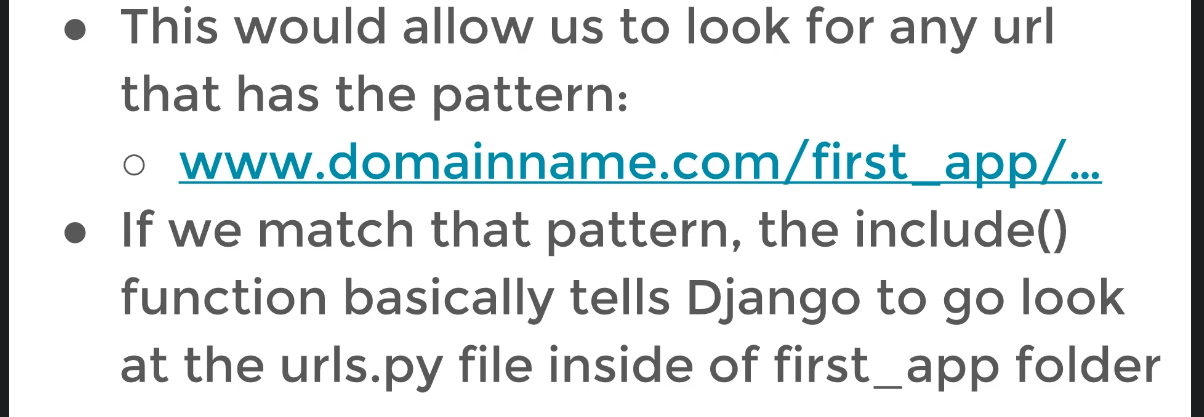 ● This would allow us to look for any url
that has the pattern:
○ www.domainname.com/first_app/...
● If we match that pattern, the include()
function basically tells Django to go look
at the urls.py file inside of first_app folder